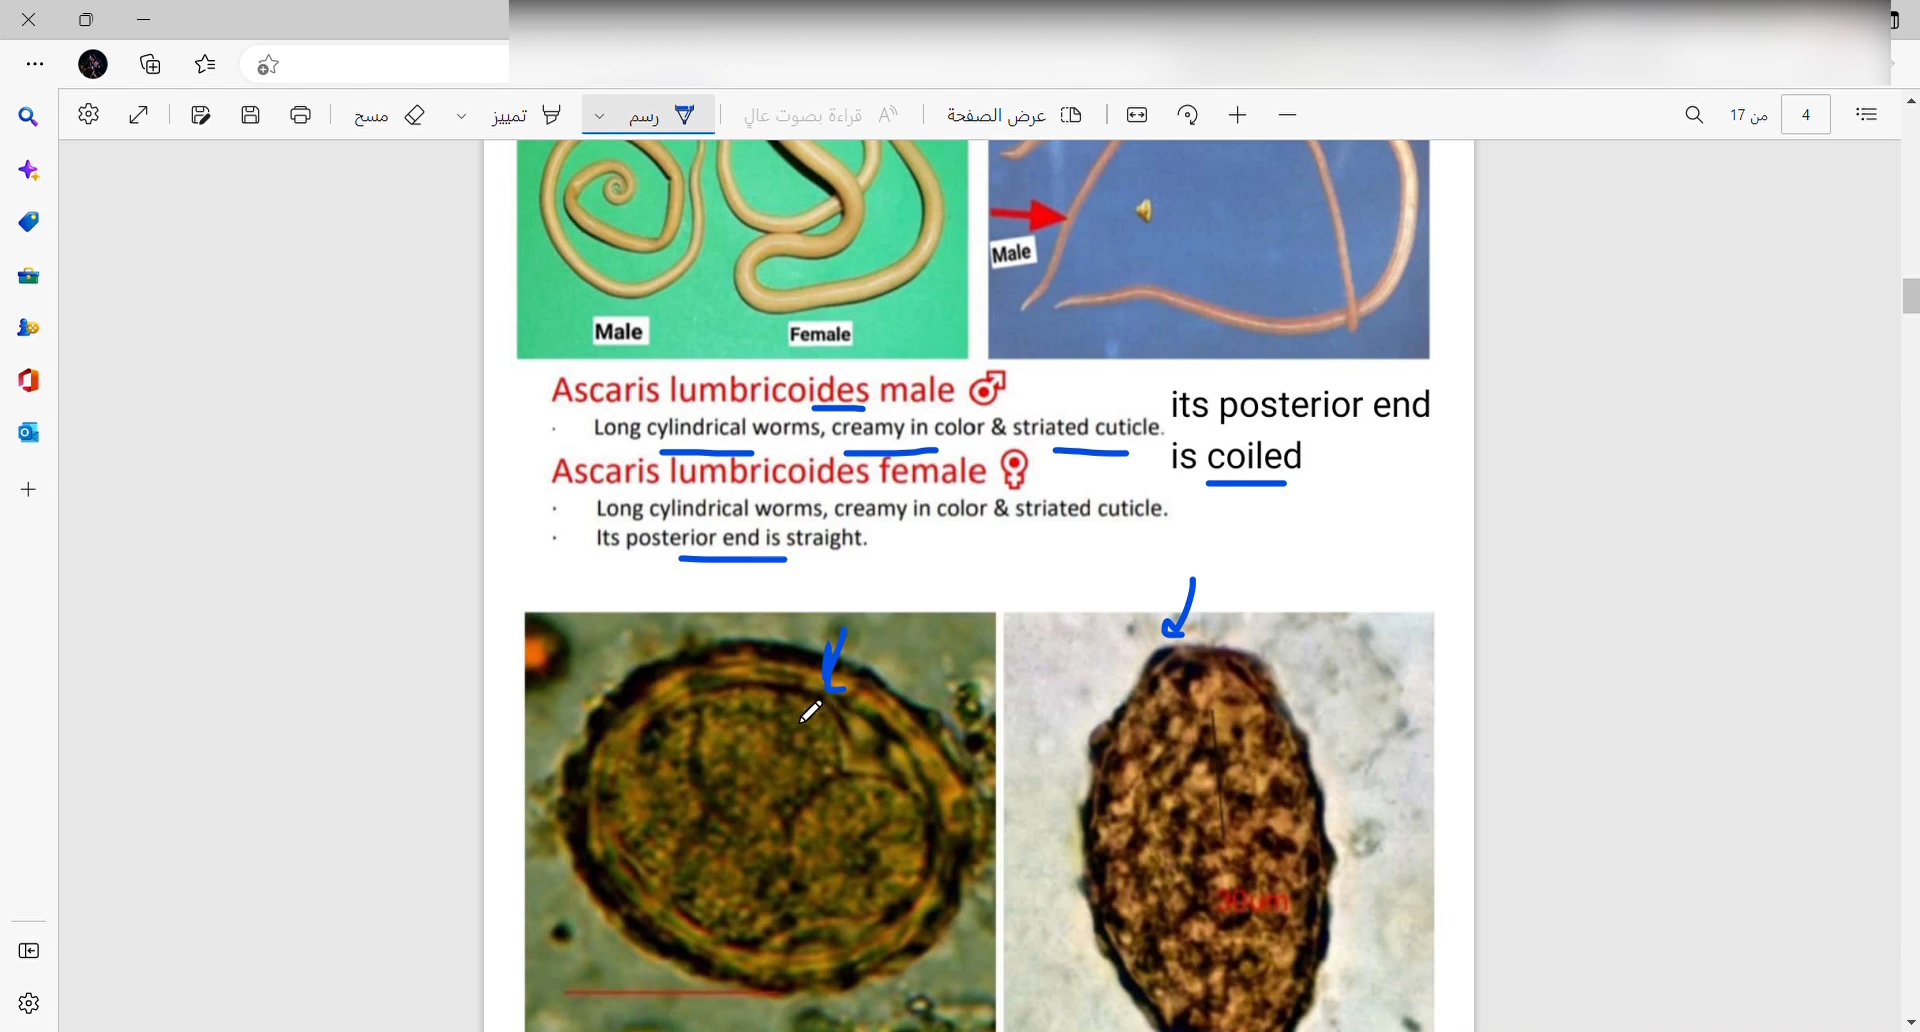 مسح
تمييز
رسم
قراءة بصوت عالٍ
عرض الصفحة
من 17
4
Male
Female
Male
Ascaris lumbricoides male
its posterior end
is coiled
· Long cylindrical worms, creamy in color & striated cuticle.
Ascaris lumbricoides female
· Long cylindrical worms, creamy in color & striated cuticle.
· Its posterior end is straight.